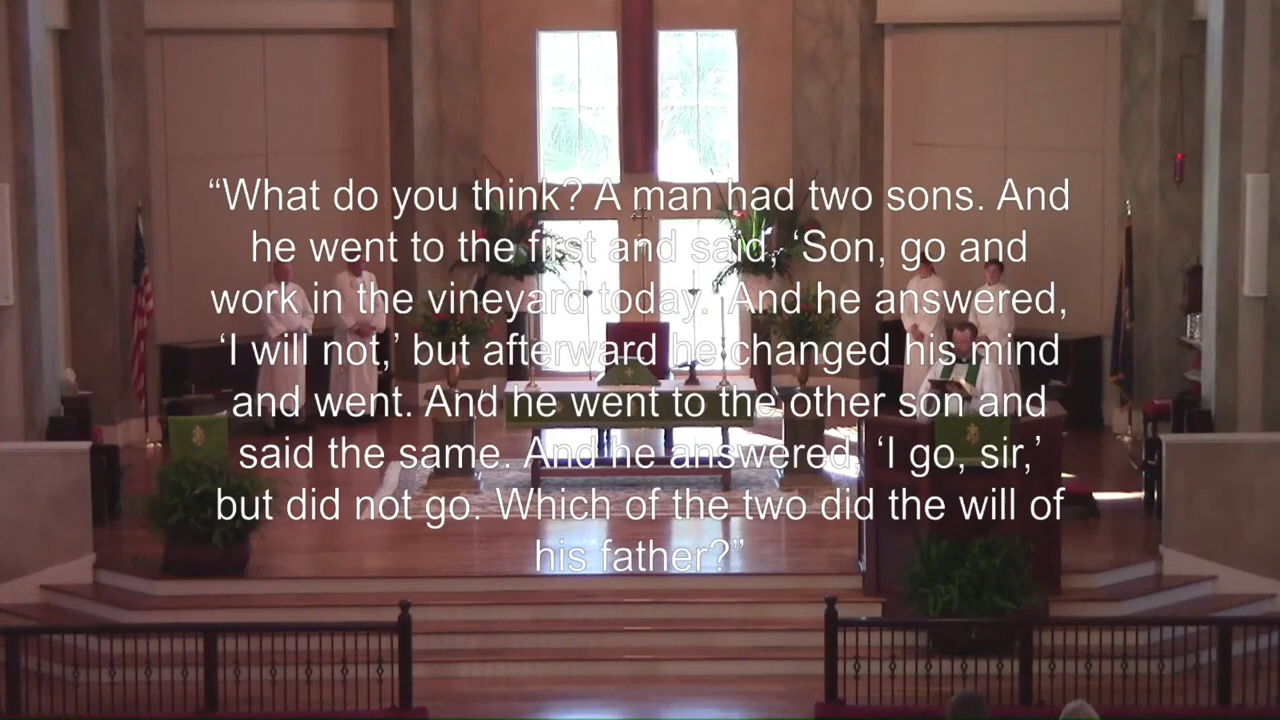 “What do you think? A man had two sons. And
he went to the first and said, ‘Son, go and
work in the vineyard today.’ And he answered,
‘I will not,’ but afterward he changed his mind
and went. And he went to the other son and
said the same. And he answered, ‘I go, sir,’
but did not go. Which of the two did the will of
his father?”